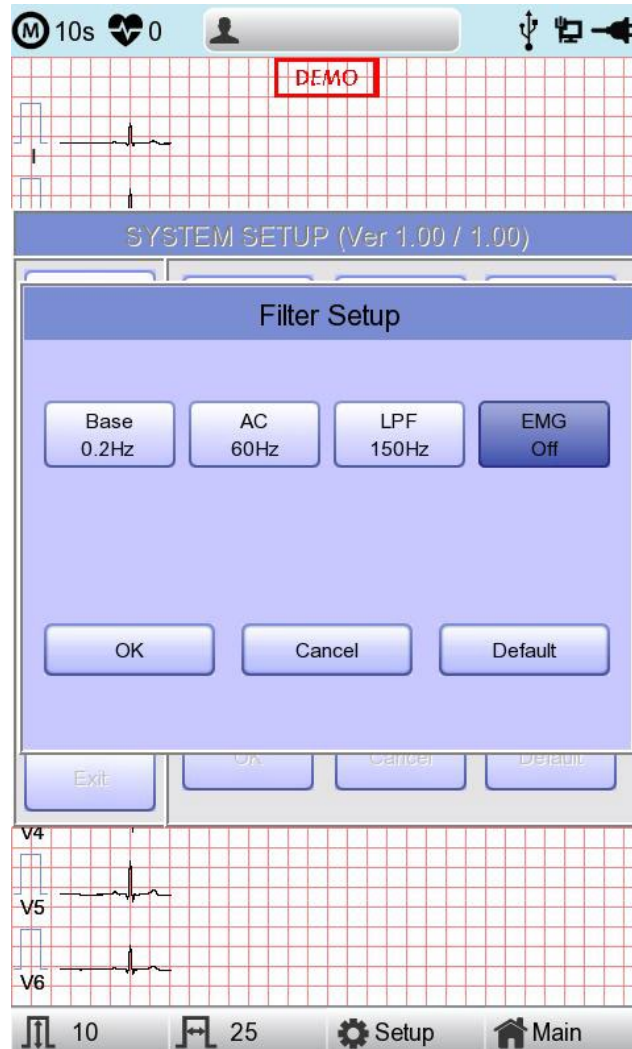 M 10s 0
DEMO
I
SYSTEM SETUP (Ver 1.00 / 1.00)
Filter Setup
Base
0.2Hz
AC
60Hz
LPF
150Hz
EMG
Off
OK Cancel Default
Exit OK Cancel Default
V4
V5
V6
10 25 Setup Main